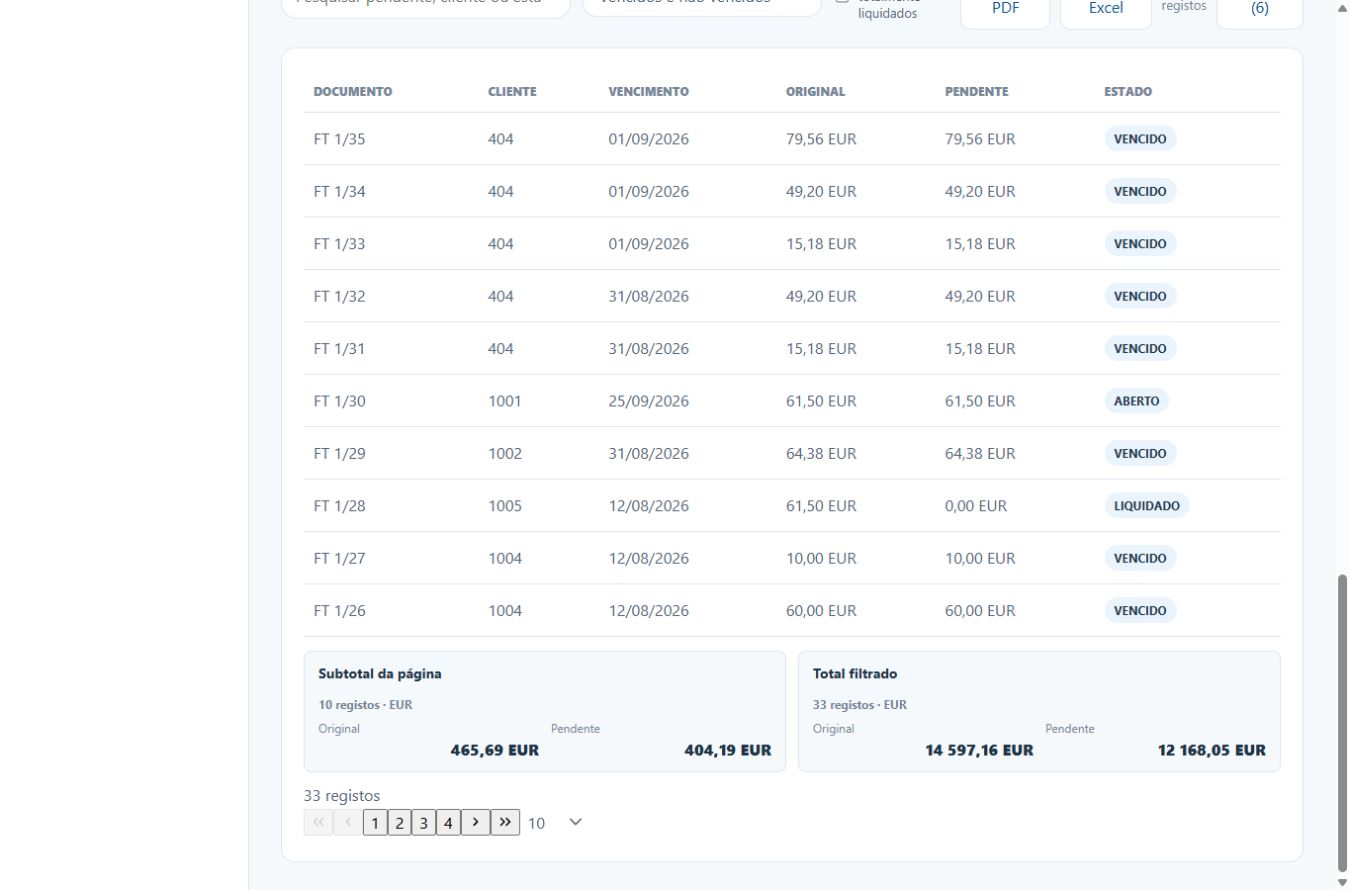 totalmente
liquidados
PDF
Excel
registos
(6)
DOCUMENTO CLIENTE VENCIMENTO ORIGINAL PENDENTE ESTADO
FT 1/35 404 01/09/2026 79,56 EUR 79,56 EUR VENCIDO
FT 1/34 404 01/09/2026 49,20 EUR 49,20 EUR VENCIDO
FT 1/33 404 01/09/2026 15,18 EUR 15,18 EUR VENCIDO
FT 1/32 404 31/08/2026 49,20 EUR 49,20 EUR VENCIDO
FT 1/31 404 31/08/2026 15,18 EUR 15,18 EUR VENCIDO
FT 1/30 1001 25/09/2026 61,50 EUR 61,50 EUR ABERTO
FT 1/29 1002 31/08/2026 64,38 EUR 64,38 EUR VENCIDO
FT 1/28 1005 12/08/2026 61,50 EUR 0,00 EUR LIQUIDADO
FT 1/27 1004 12/08/2026 10,00 EUR 10,00 EUR VENCIDO
FT 1/26 1004 12/08/2026 60,00 EUR 60,00 EUR VENCIDO
Subtotal da página
10 registos · EUR
Original Pendente
465,69 EUR 404,19 EUR
Total filtrado
33 registos · EUR
Original Pendente
14 597,16 EUR 12 168,05 EUR
33 registos
« ‹ 1 2 3 4 › » 10